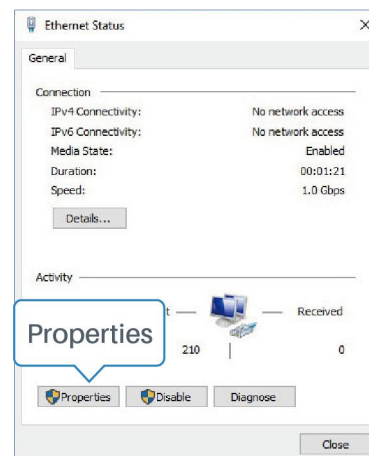 Ethernet Status
General
Connection
IPv4 Connectivity: No network access
IPv6 Connectivity: No network access
Media State: Enabled
Duration: 00:01:21
Speed: 1.0 Gbps
Details...
Activity
Received
Properties
210 | 0
Properties Disable Diagnose
Close